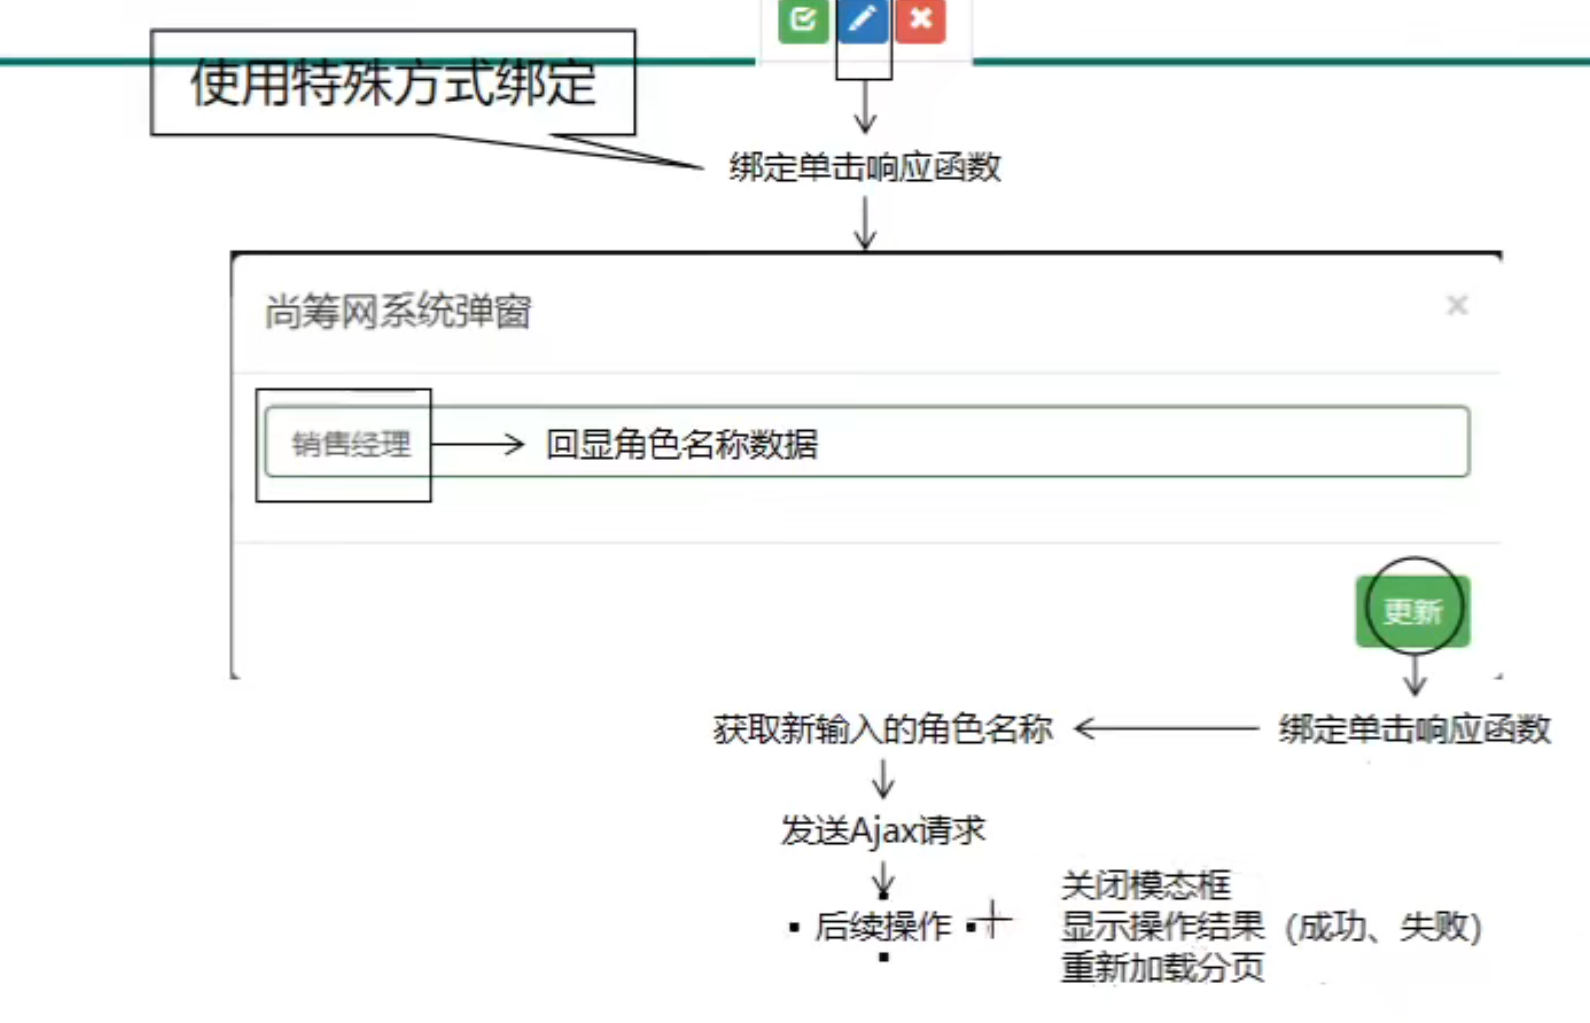 使用特殊方式绑定
绑定单击响应函数
尚筹网系统弹窗
销售经理
回显角色名称数据
更新
获取新输入的角色名称
绑定单击响应函数
发送Ajax请求
关闭模态框
后续操作
显示操作结果（成功、失败）
重新加载分页